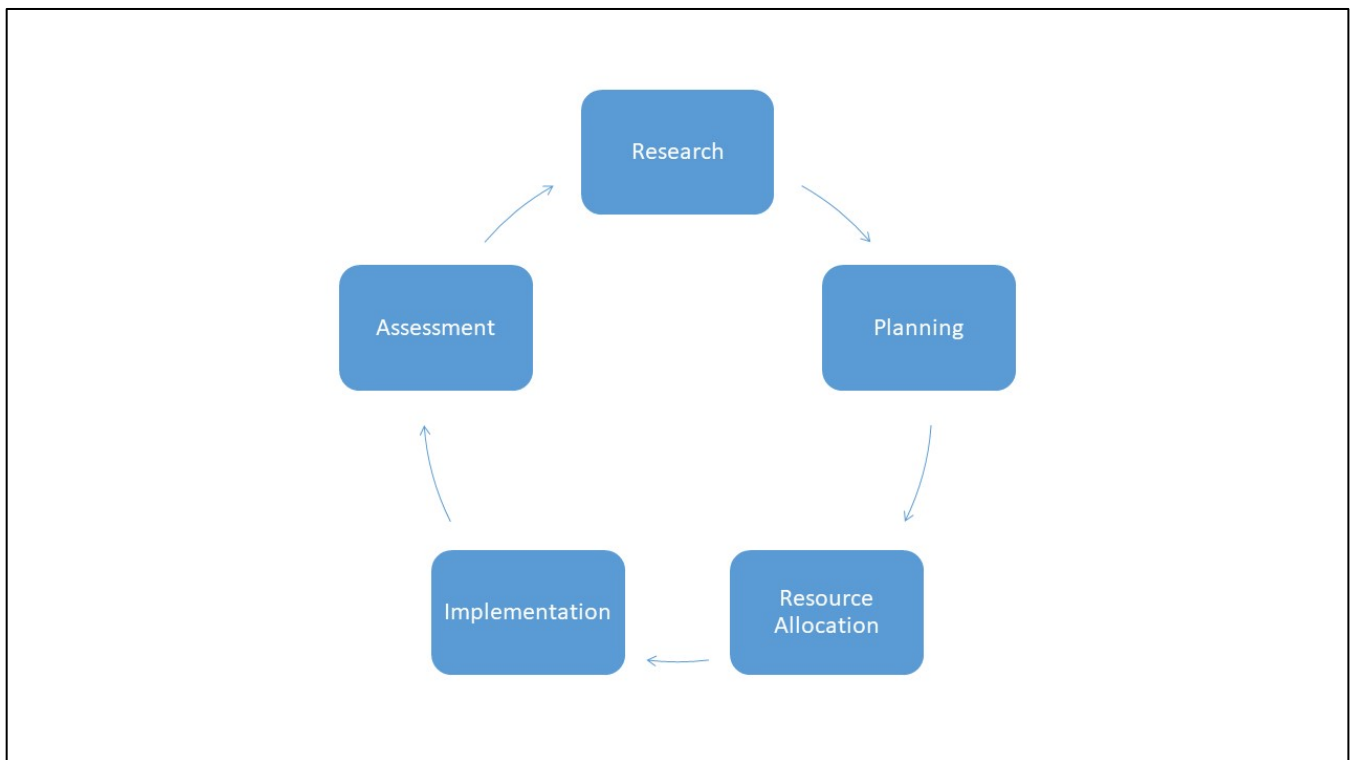 Research
Planning
Resource
Allocation
Implementation
Assessment